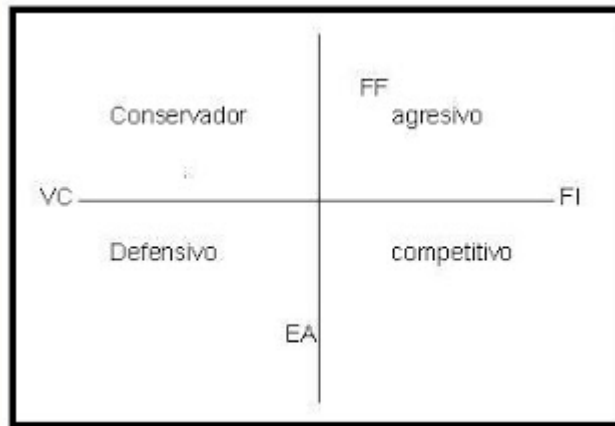 FF
Conservador agresivo
VC FI
Defensivo competitivo
EA